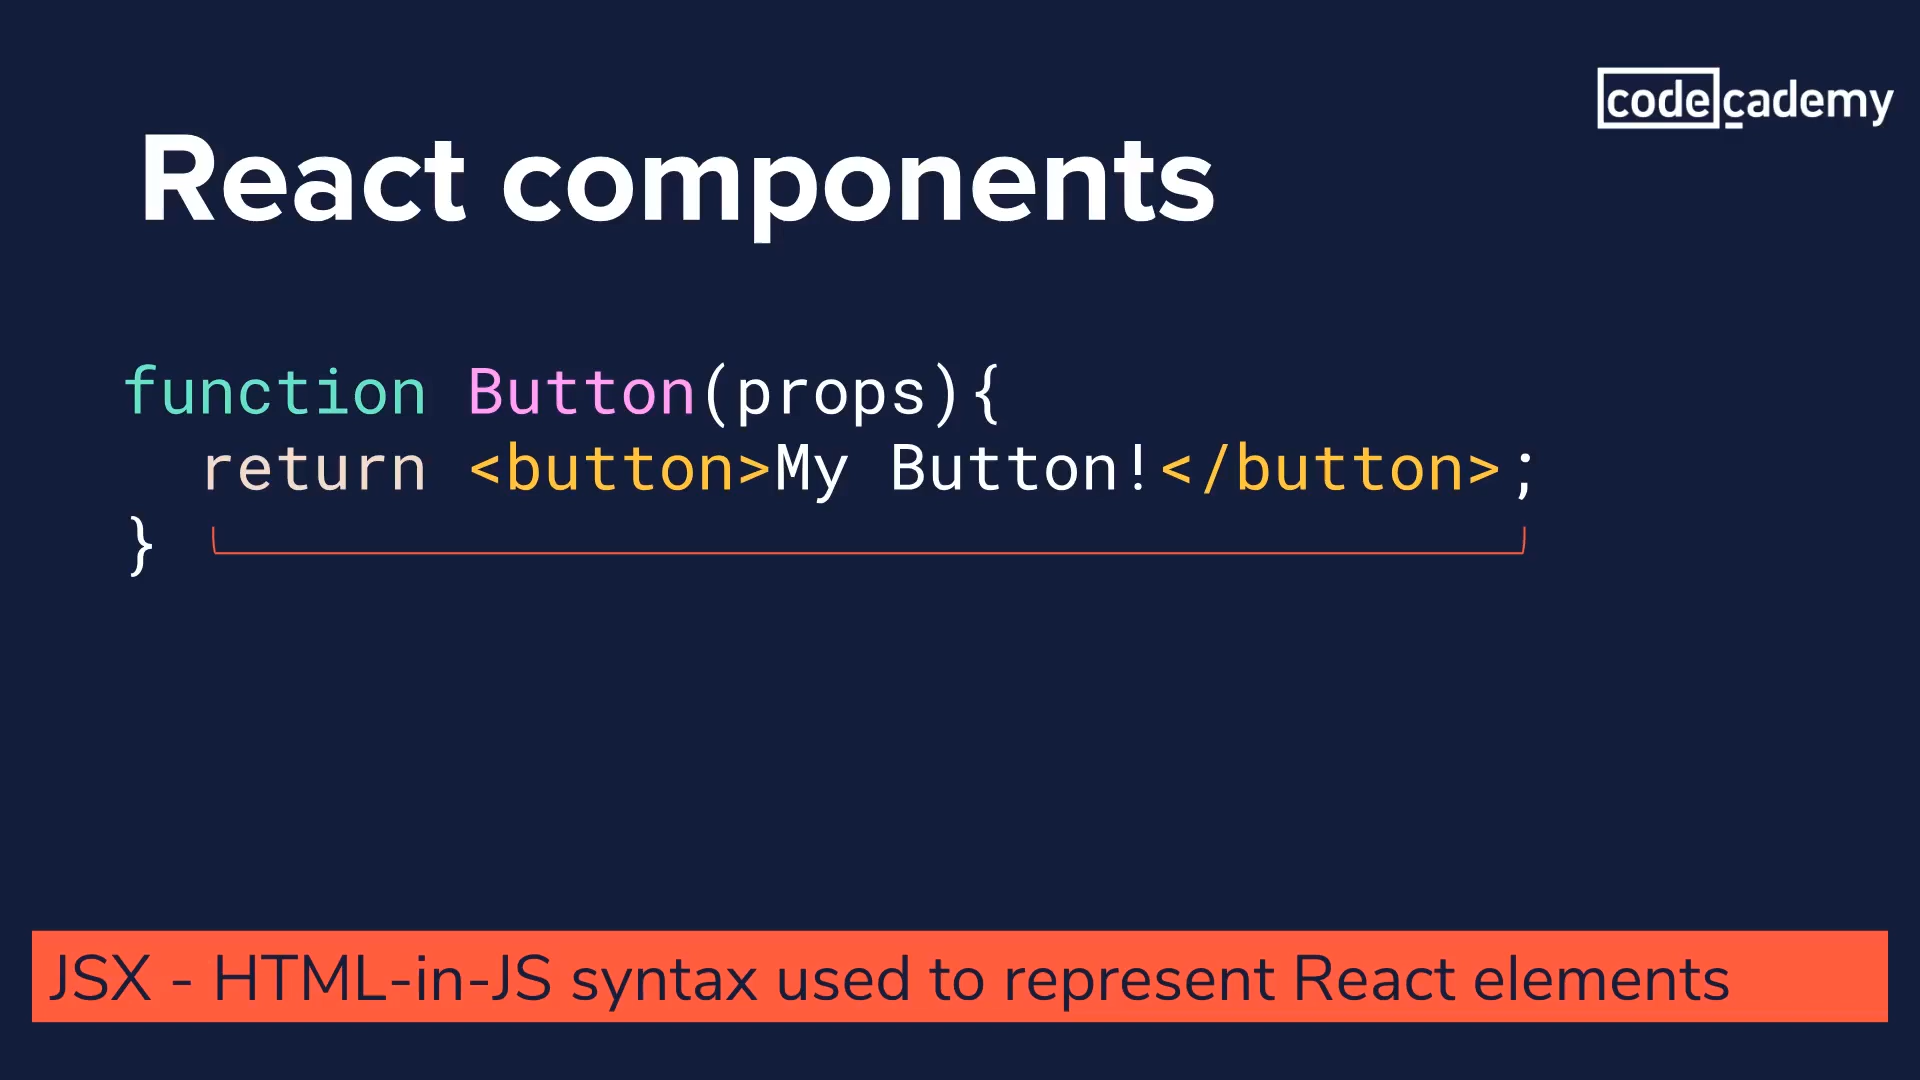 codecademy
React components
function Button(props){
  return <button>My Button!</button>;
}
JSX - HTML-in-JS syntax used to represent React elements